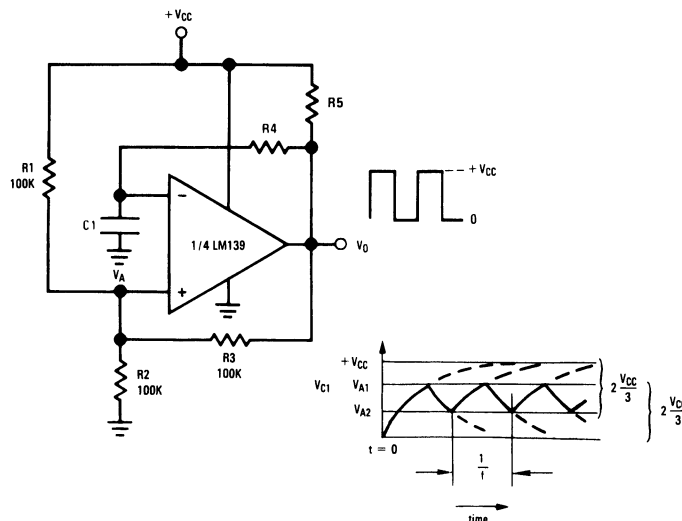 + VCC
R5
R4
R1
100K
C1
−
1/4 LM139
+
VA
VO
R2
100K
R3
100K
+ VCC
0
+ VCC
VC1
VA1
VA2
2 VCC/3
2 VC/3
t = 0
1/f
time